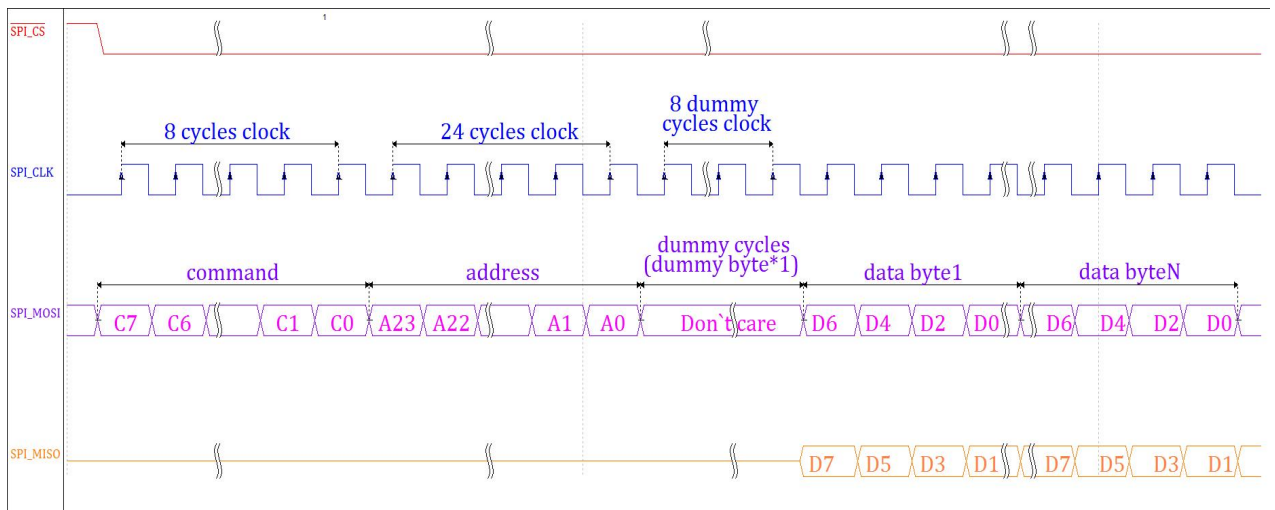 1
SPI_CS
8 dummy
8 cycles clock
24 cycles clock
cycles clock
SPI_CLK
dummy cycles
command
address
(dummy byte*1)
data byte1
data byteN
SPI_MOSI
C7 C6 C1 C0 A23 A22 A1 A0 Don`t care D6 D4 D2 D0 D6 D4 D2 D0
SPI_MISO
D7 D5 D3 D1 D7 D5 D3 D1